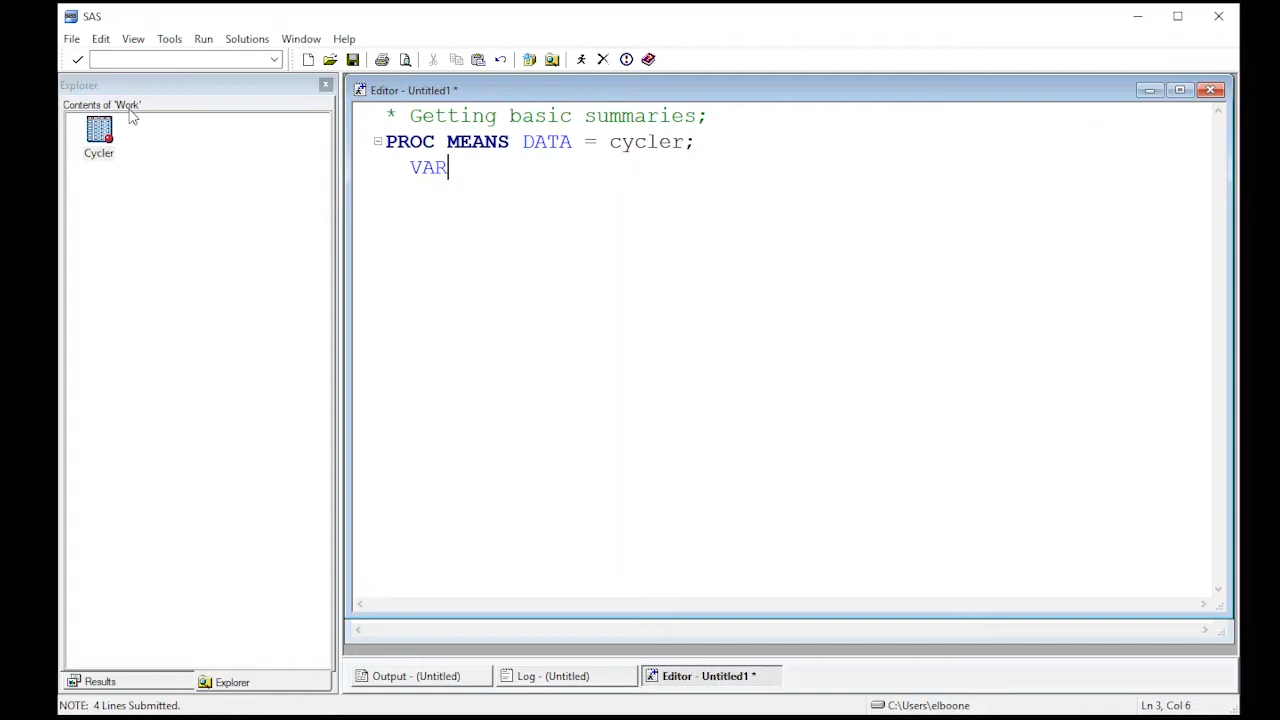 SAS
File Edit View Tools Run Solutions Window Help
Explorer
Contents of 'Work'
Cycler
Editor - Untitled1 *
* Getting basic summaries;
PROC MEANS DATA = cycler;
VAR
Results
Explorer
Output - (Untitled)
Log - (Untitled)
Editor - Untitled1 *
NOTE: 4 Lines Submitted.
C:\Users\elboone
Ln 3, Col 6